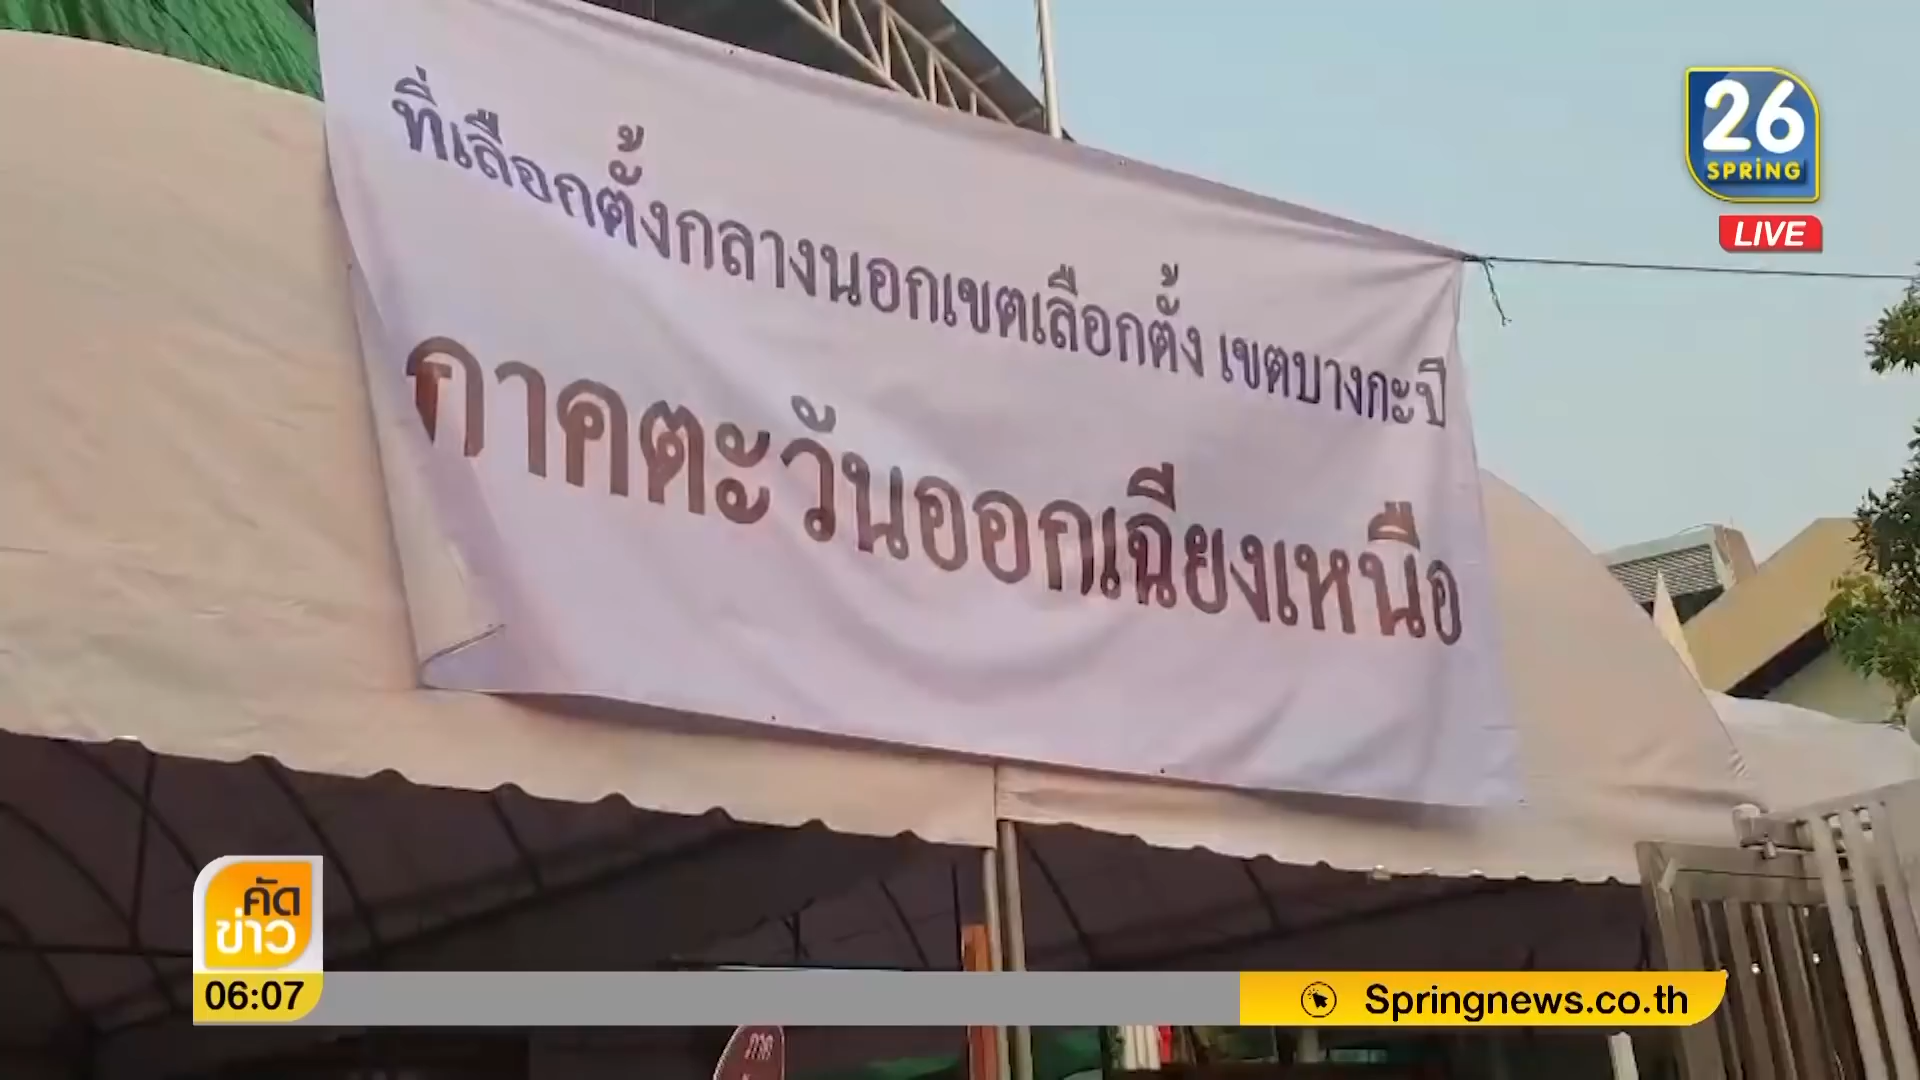 26
SPRiNG
LIVE
ที่เลือกตั้งกลางนอกเขตเลือกตั้ง เขตบางกะปิ
ภาคตะวันออกเฉียงเหนือ
คัด
ข่าว
06:07
Springnews.co.th
ภาค